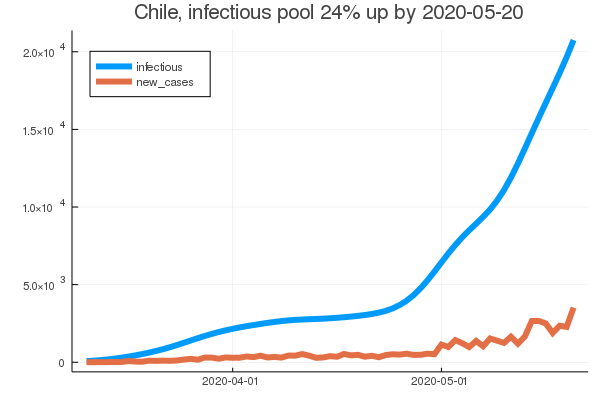 Chile, infectious pool 24% up by 2020-05-20
2.0×10⁴
infectious
new_cases
1.5×10⁴
1.0×10⁴
5.0×10³
0
2020-04-01 2020-05-01